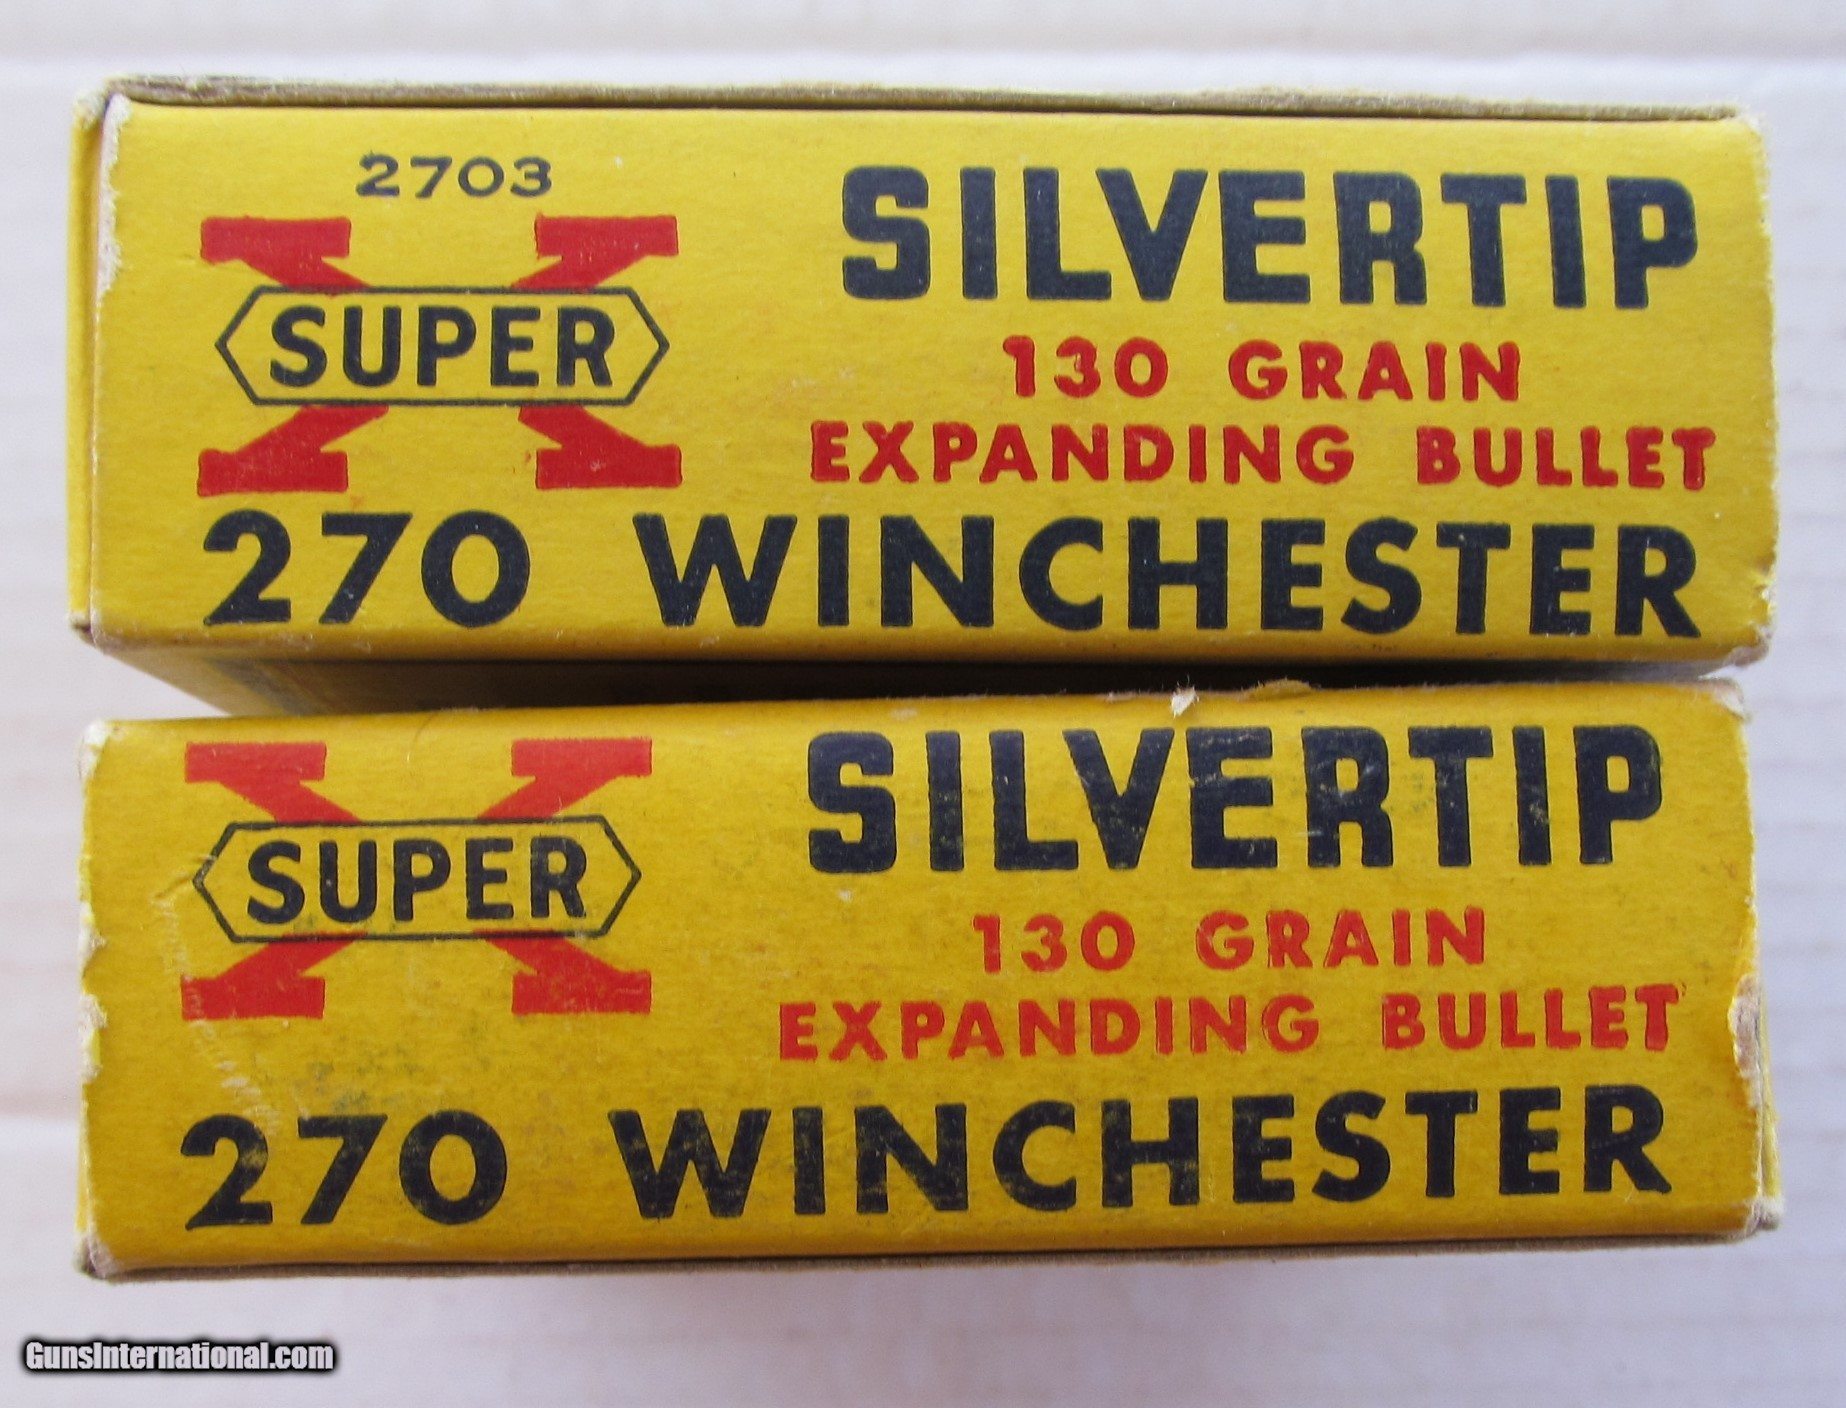 2703
X
SUPER
SILVERTIP
130 GRAIN
EXPANDING BULLET
270 WINCHESTER
X
SUPER
SILVERTIP
130 GRAIN
EXPANDING BULLET
270 WINCHESTER
GunsInternational.com